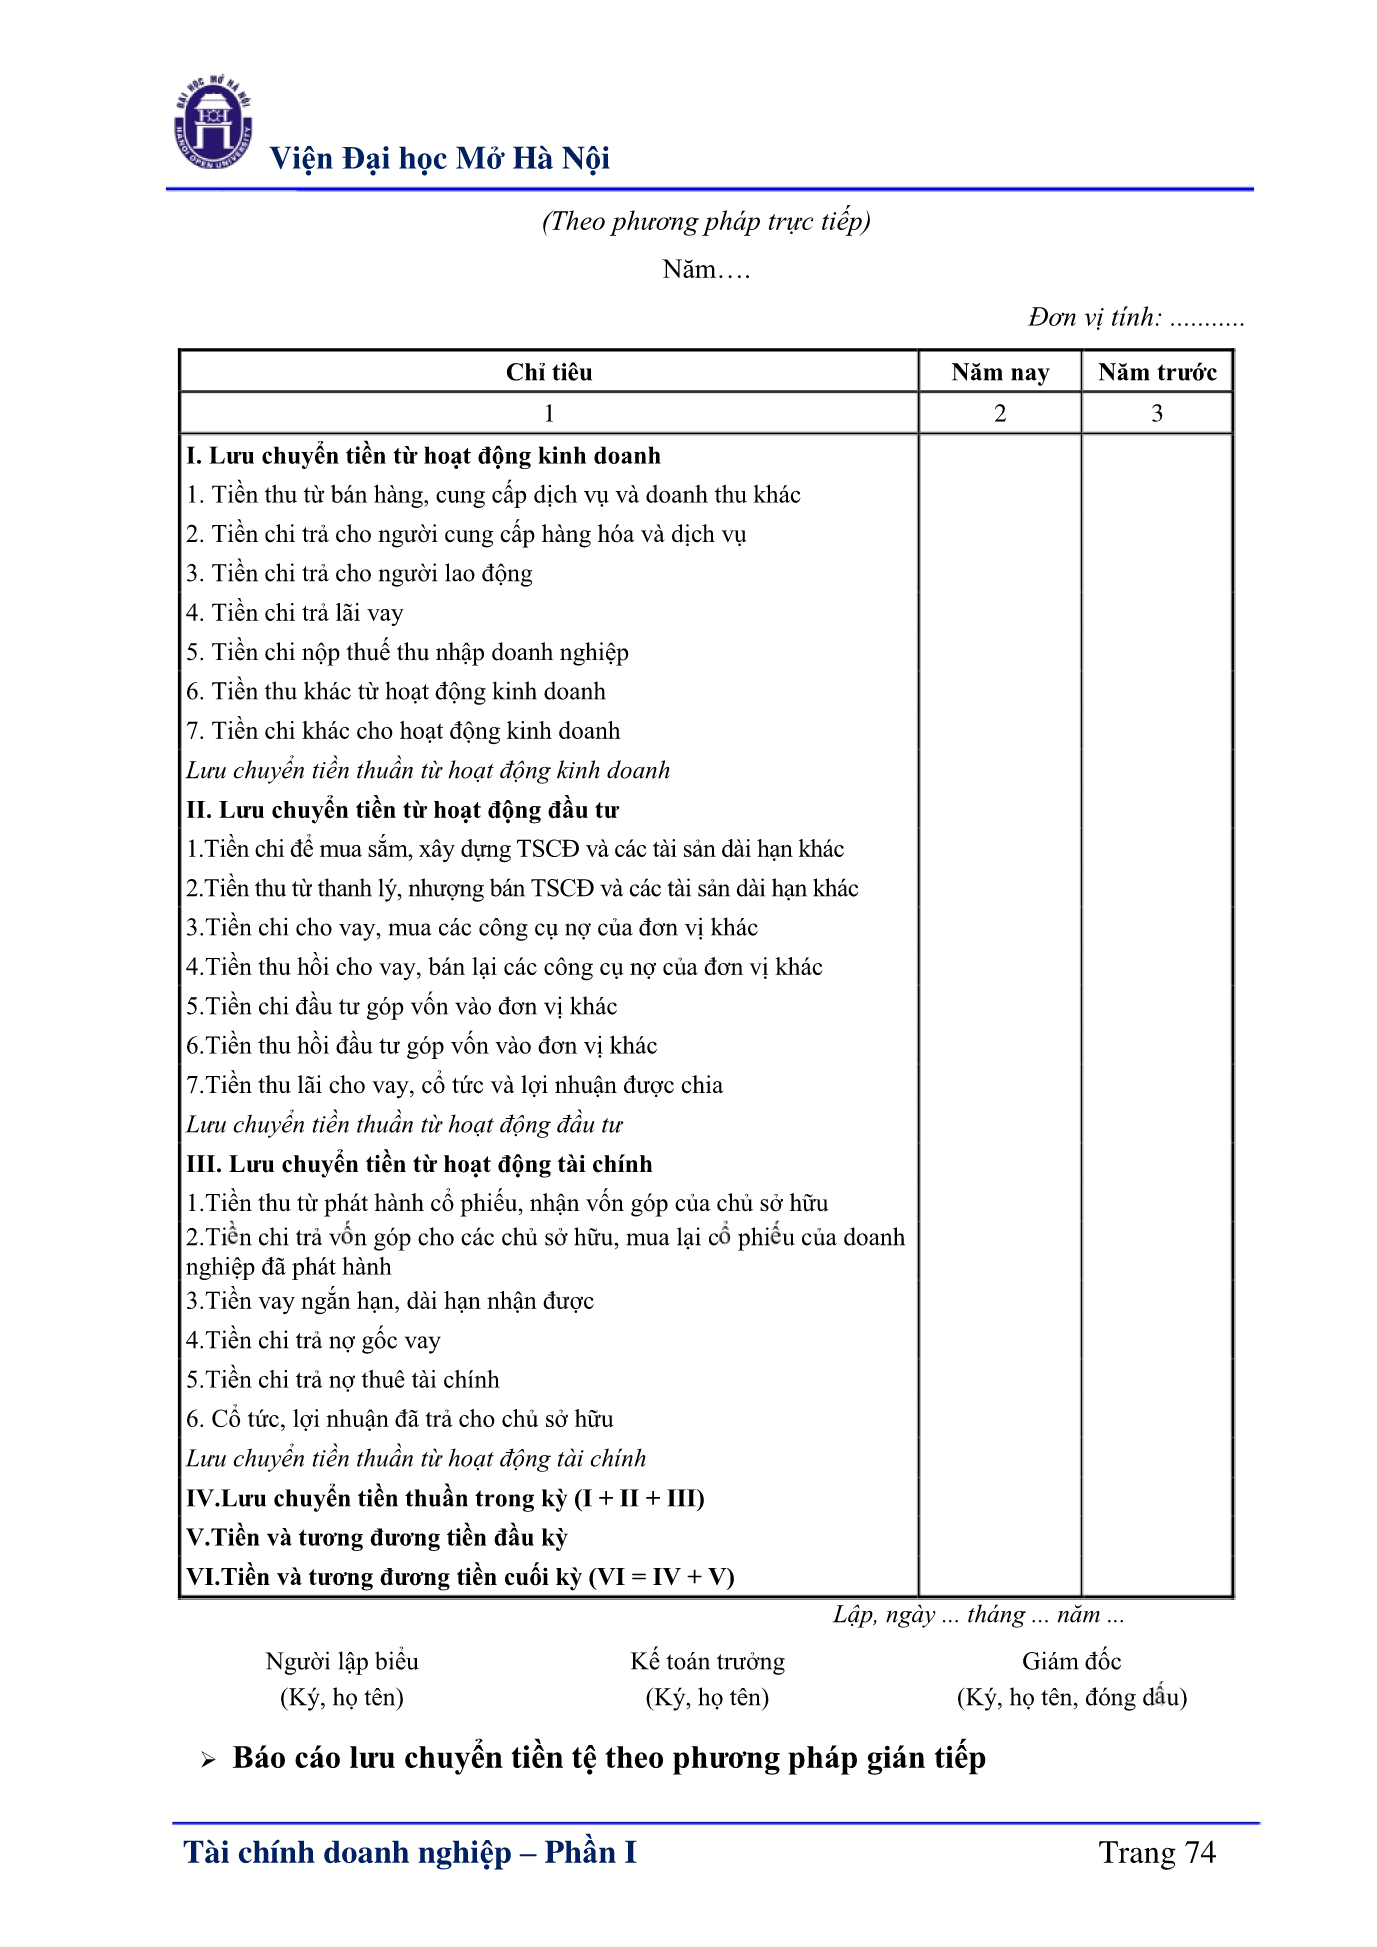 ĐẠI HỌC MỞ HÀ NỘI
HANOI OPEN UNIVERSITY
Viện Đại học Mở Hà Nội
(Theo phương pháp trực tiếp)
Năm….
Đơn vị tính: ...........
Chỉ tiêu Năm nay Năm trước
1 2 3
I. Lưu chuyển tiền từ hoạt động kinh doanh
1. Tiền thu từ bán hàng, cung cấp dịch vụ và doanh thu khác
2. Tiền chi trả cho người cung cấp hàng hóa và dịch vụ
3. Tiền chi trả cho người lao động
4. Tiền chi trả lãi vay
5. Tiền chi nộp thuế thu nhập doanh nghiệp
6. Tiền thu khác từ hoạt động kinh doanh
7. Tiền chi khác cho hoạt động kinh doanh
Lưu chuyển tiền thuần từ hoạt động kinh doanh
II. Lưu chuyển tiền từ hoạt động đầu tư
1.Tiền chi để mua sắm, xây dựng TSCĐ và các tài sản dài hạn khác
2.Tiền thu từ thanh lý, nhượng bán TSCĐ và các tài sản dài hạn khác
3.Tiền chi cho vay, mua các công cụ nợ của đơn vị khác
4.Tiền thu hồi cho vay, bán lại các công cụ nợ của đơn vị khác
5.Tiền chi đầu tư góp vốn vào đơn vị khác
6.Tiền thu hồi đầu tư góp vốn vào đơn vị khác
7.Tiền thu lãi cho vay, cổ tức và lợi nhuận được chia
Lưu chuyển tiền thuần từ hoạt động đầu tư
III. Lưu chuyển tiền từ hoạt động tài chính
1.Tiền thu từ phát hành cổ phiếu, nhận vốn góp của chủ sở hữu
2.Tiền chi trả vốn góp cho các chủ sở hữu, mua lại cổ phiếu của doanh
nghiệp đã phát hành
3.Tiền vay ngắn hạn, dài hạn nhận được
4.Tiền chi trả nợ gốc vay
5.Tiền chi trả nợ thuê tài chính
6. Cổ tức, lợi nhuận đã trả cho chủ sở hữu
Lưu chuyển tiền thuần từ hoạt động tài chính
IV.Lưu chuyển tiền thuần trong kỳ (I + II + III)
V.Tiền và tương đương tiền đầu kỳ
VI.Tiền và tương đương tiền cuối kỳ (VI = IV + V)
Lập, ngày ... tháng ... năm ...
Người lập biểu Kế toán trưởng Giám đốc
(Ký, họ tên) (Ký, họ tên) (Ký, họ tên, đóng dấu)
➢ Báo cáo lưu chuyển tiền tệ theo phương pháp gián tiếp
Tài chính doanh nghiệp – Phần I Trang 74